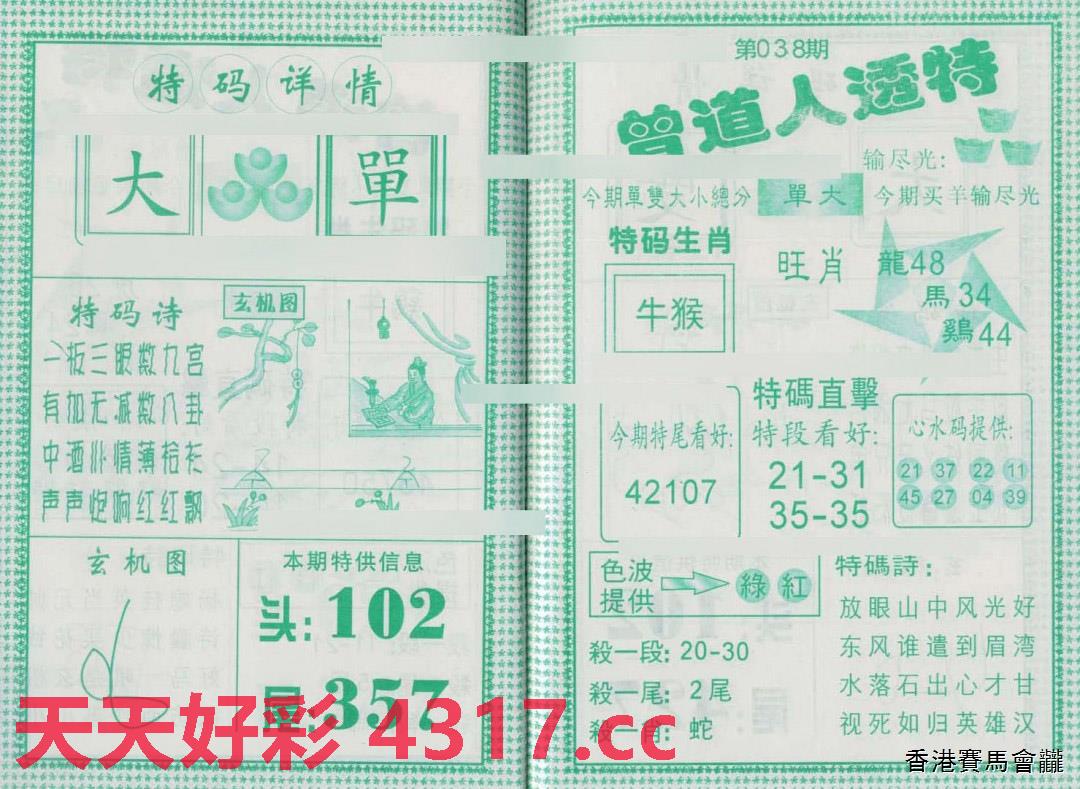 特码详情
大 單
特码诗
玄机图
一板三眼数九宫
有加无减数八卦
中酒心情薄裕衫
声声炮响红红飘
玄机图
本期特供信息
头:102
尾:357
第038期
曾道人透特
输尽光:
今期單雙大小總分 單大 今期买羊输尽光
特码生肖
牛猴
旺肖
龍48
馬34
鷄44
今期特尾看好:
42107
特碼直擊
特段看好:
21-31
35-35
心水码提供:
21 37 22 11
45 27 04 39
色波
提供
綠 紅
殺一段: 20-30
殺一尾: 2尾
殺一肖: 蛇
特碼詩:
放眼山中风光好
东风谁遣到眉湾
水落石出心才甘
视死如归英雄汉
天天好彩 4317.cc
香港賽馬會